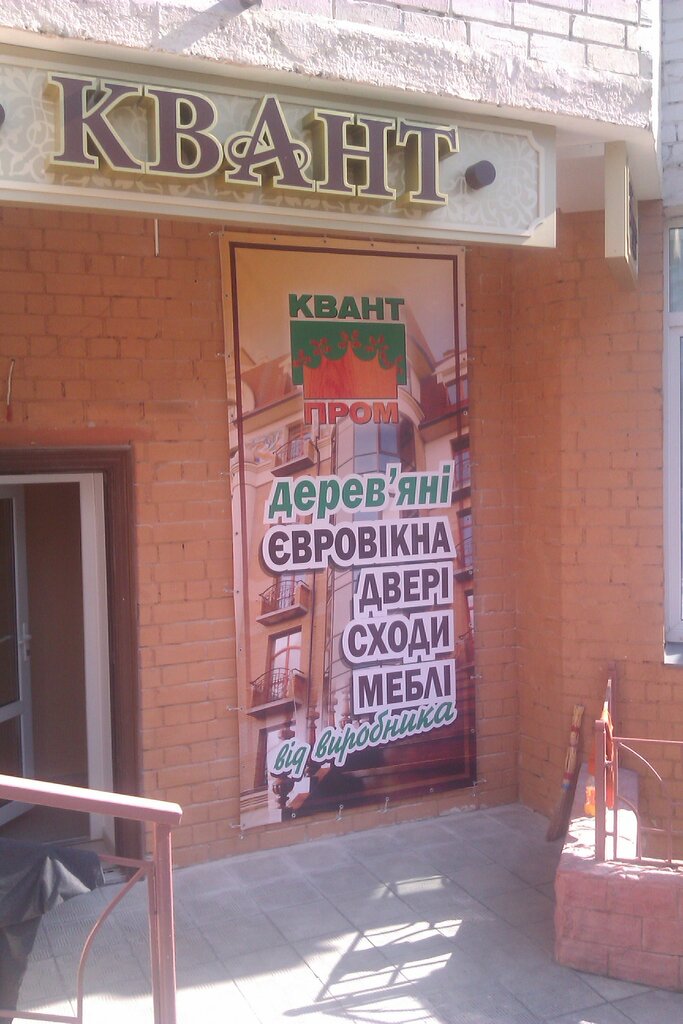 КВАНТ
КВАНТ
ПРОМ
дерев'яні
ЄВРОВІКНА
ДВЕРІ
СХОДИ
МЕБЛІ
від виробника